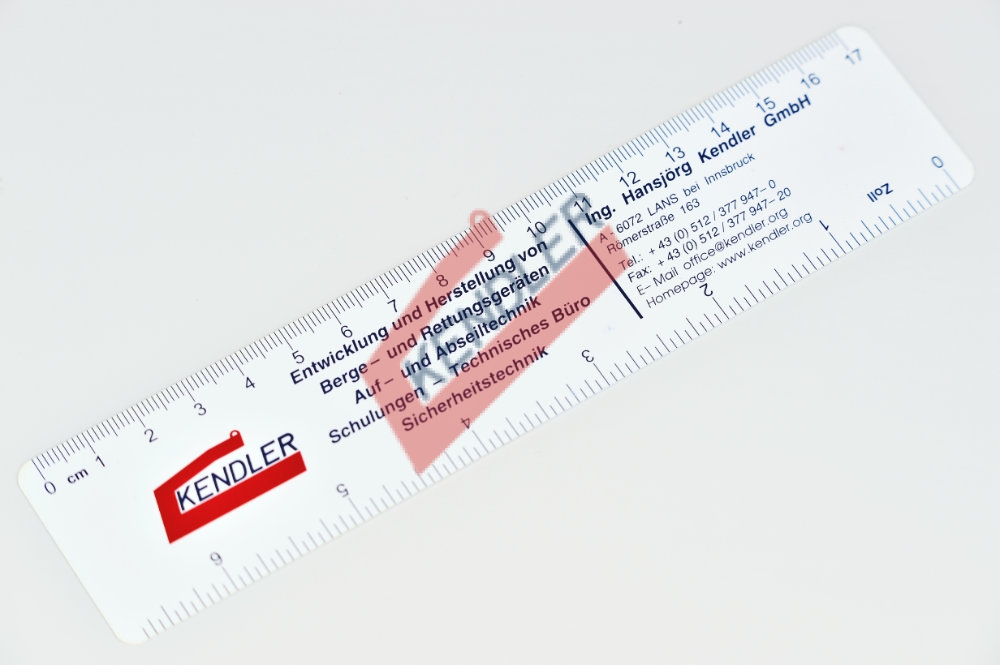 0 cm 1 2 3 4 5 6 7 8 9 10 11 12 13 14 15 16 17
KENDLER
Entwicklung und Herstellung von
Berge– und Rettungsgeräten
Auf– und Abseiltechnik
Schulungen – Technisches Büro
Sicherheitstechnik
KENDLER
Ing. Hansjörg Kendler GmbH
A - 6072 LANS bei Innsbruck
Römerstraße 163
Tel.: + 43 (0) 512 / 377 947– 0
Fax: + 43 (0) 512 / 377 947– 20
E– Mail office@kendler.org
Homepage: www.kendler.org
0 Zoll 1 2 3 4 5 6